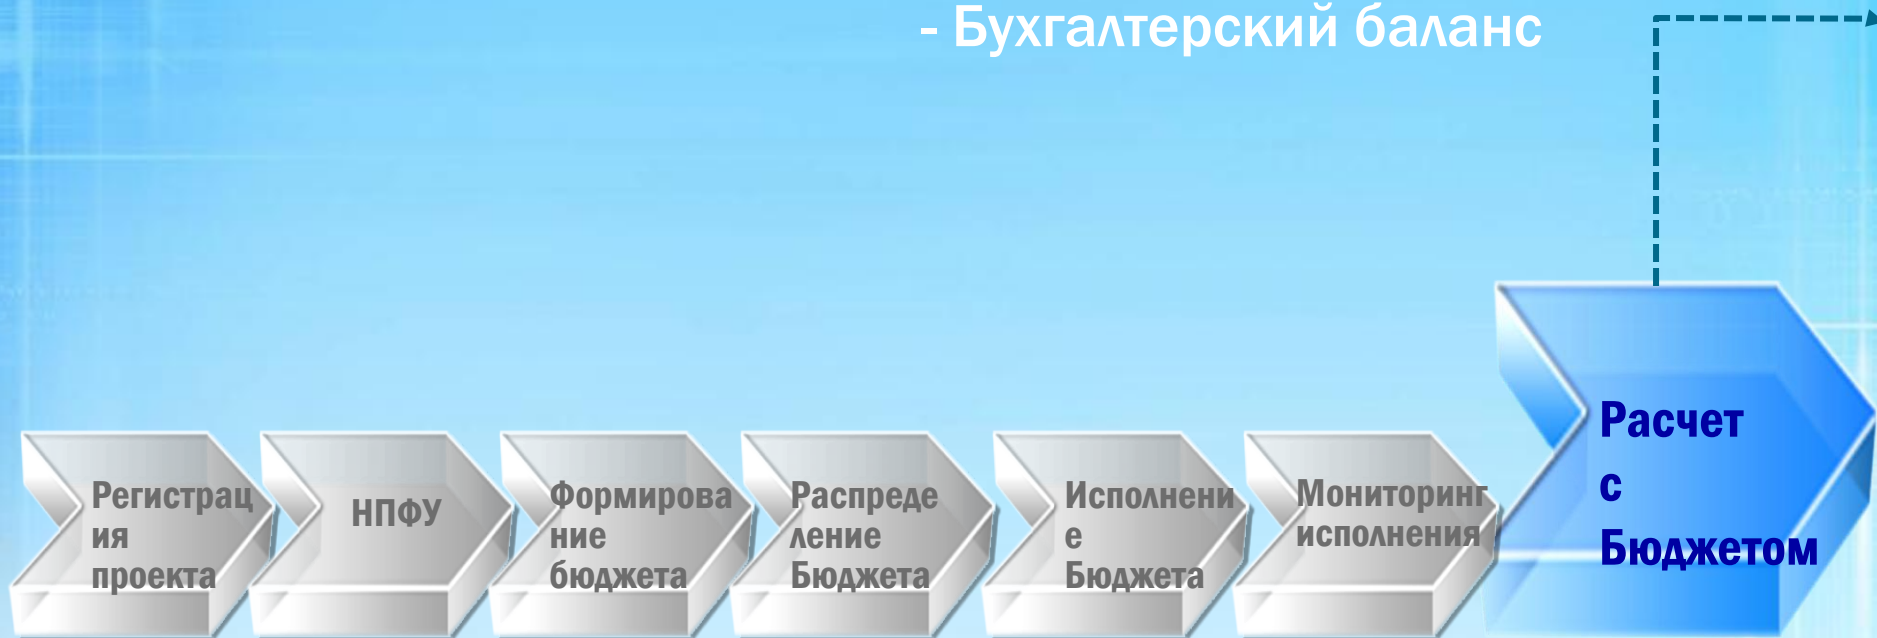 - Бухгалтерский баланс
Регистрац
ия
проекта
НПФУ
Формирова
ние
бюджета
Распреде
ление
Бюджета
Исполнени
е
Бюджета
Мониторинг
исполнения
Расчет
с
Бюджетом